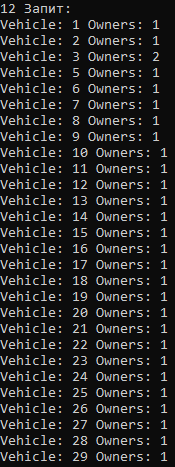 12 Запит:
Vehicle: 1 Owners: 1
Vehicle: 2 Owners: 1
Vehicle: 3 Owners: 2
Vehicle: 5 Owners: 1
Vehicle: 6 Owners: 1
Vehicle: 7 Owners: 1
Vehicle: 8 Owners: 1
Vehicle: 9 Owners: 1
Vehicle: 10 Owners: 1
Vehicle: 11 Owners: 1
Vehicle: 12 Owners: 1
Vehicle: 13 Owners: 1
Vehicle: 14 Owners: 1
Vehicle: 15 Owners: 1
Vehicle: 16 Owners: 1
Vehicle: 17 Owners: 1
Vehicle: 18 Owners: 1
Vehicle: 19 Owners: 1
Vehicle: 20 Owners: 1
Vehicle: 21 Owners: 1
Vehicle: 22 Owners: 1
Vehicle: 23 Owners: 1
Vehicle: 24 Owners: 1
Vehicle: 25 Owners: 1
Vehicle: 26 Owners: 1
Vehicle: 27 Owners: 1
Vehicle: 28 Owners: 1
Vehicle: 29 Owners: 1